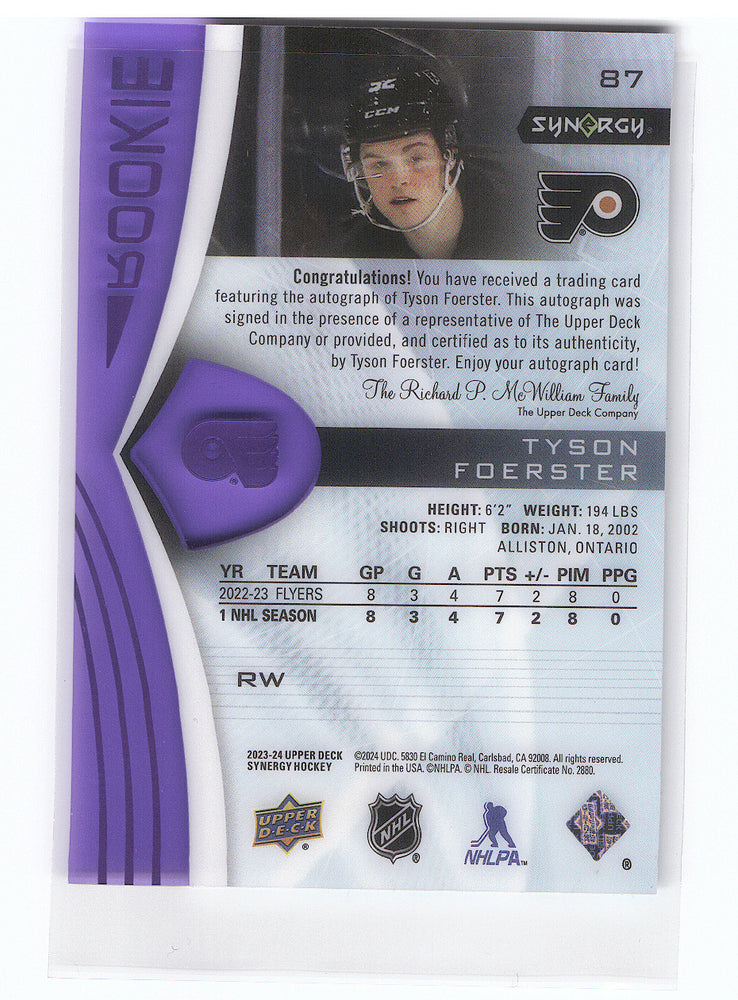 87
SYNERGY®
ROOKIE
CCM
Congratulations! You have received a trading card
featuring the autograph of Tyson Foerster. This autograph was
signed in the presence of a representative of The Upper Deck
Company or provided, and certified as to its authenticity,
by Tyson Foerster. Enjoy your autograph card!
The Richard P. McWilliam Family
The Upper Deck Company
TYSON
FOERSTER
HEIGHT: 6'2" WEIGHT: 194 LBS
SHOOTS: RIGHT BORN: JAN. 18, 2002
ALLISTON, ONTARIO
YR TEAM GP G A PTS +/- PIM PPG
2022-23 FLYERS 8 3 4 7 2 8 0
1 NHL SEASON 8 3 4 7 2 8 0
RW
2023-24 UPPER DECK
SYNERGY HOCKEY
©2024 UDC. 5830 El Camino Real, Carlsbad, CA 92008. All rights reserved.
Printed in the USA. ©NHLPA. © NHL. Resale Certificate No. 2880.
UPPER
D·E·C·K
®
NHL
®
NHLPA™
®